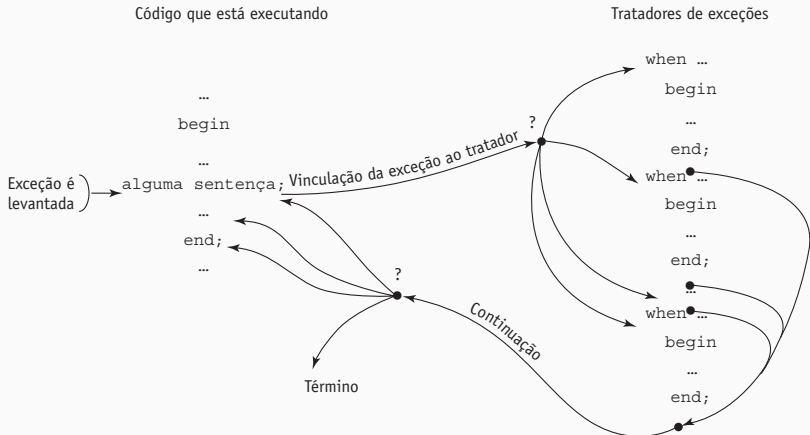 Código que está executando
Tratadores de exceções
…
begin
…
Exceção é
levantada
alguma sentença;
…
end;
…
Vinculação da exceção ao tratador
?
when …
begin
…
end;
when …
begin
…
end;
…
when …
begin
…
end;
?
Continuação
Término